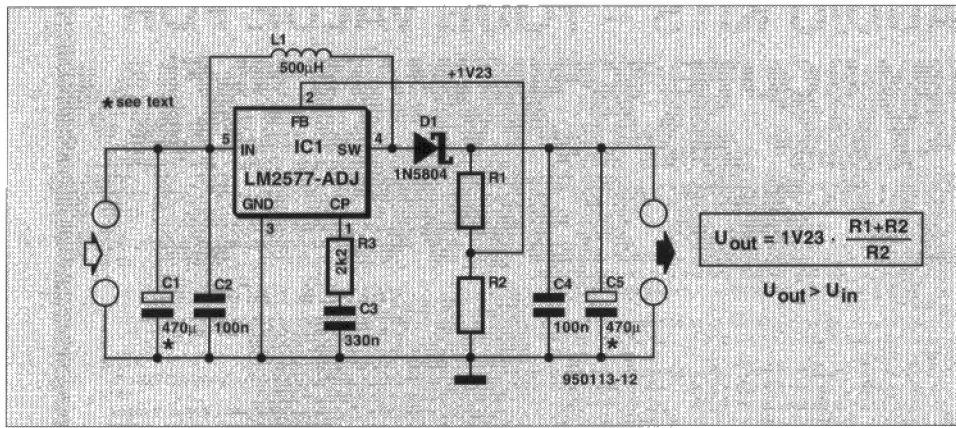 L1
500µH
+1V23
* see text
2
FB
D1
5
IN
IC1
SW
4
LM2577-ADJ
1N5804
R1
GND
CP
3
1
R3
2k2
R2
C1
C2
C3
C4
C5
470µ
*
100n
330n
100n
470µ
*
950113-12
Uout = 1V23 · R1+R2
R2
Uout > Uin